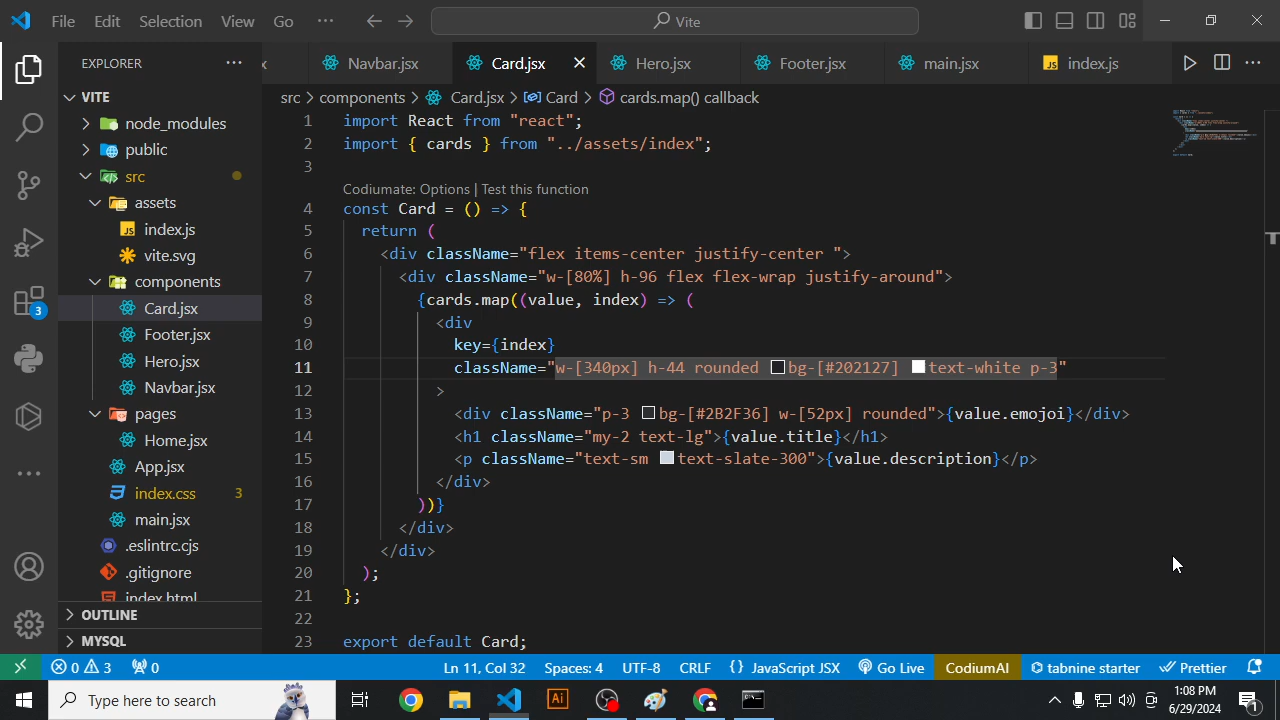 File Edit Selection View Go ··· Vite
EXPLORER ···
Navbar.jsx Card.jsx Hero.jsx Footer.jsx main.jsx JS index.js ···
src > components > Card.jsx > Card > cards.map() callback
VITE
node_modules
public
src
assets
JS index.js
vite.svg
components
Card.jsx
Footer.jsx
Hero.jsx
Navbar.jsx
pages
Home.jsx
App.jsx
index.css 3
main.jsx
.eslintrc.cjs
.gitignore
index.html
OUTLINE
MYSQL
3
1 import React from "react";
2 import { cards } from "../assets/index";
3
Codiumate: Options | Test this function
4 const Card = () => {
5 return (
6 <div className="flex items-center justify-center ">
7 <div className="w-[80%] h-96 flex flex-wrap justify-around">
8 {cards.map((value, index) => (
9 <div
10 key={index}
11 className="w-[340px] h-44 rounded bg-[#202127] text-white p-3"
12 >
13 <div className="p-3 bg-[#2B2F36] w-[52px] rounded">{value.emojoi}</div>
14 <h1 className="my-2 text-lg">{value.title}</h1>
15 <p className="text-sm text-slate-300">{value.description}</p>
16 </div>
17 ))}
18 </div>
19 </div>
20 );
21 };
22
23 export default Card;
0 3 0 Ln 11, Col 32 Spaces: 4 UTF-8 CRLF {} JavaScript JSX Go Live CodiumAI tabnine starter Prettier
Type here to search Ai 1:08 PM
6/29/2024 1